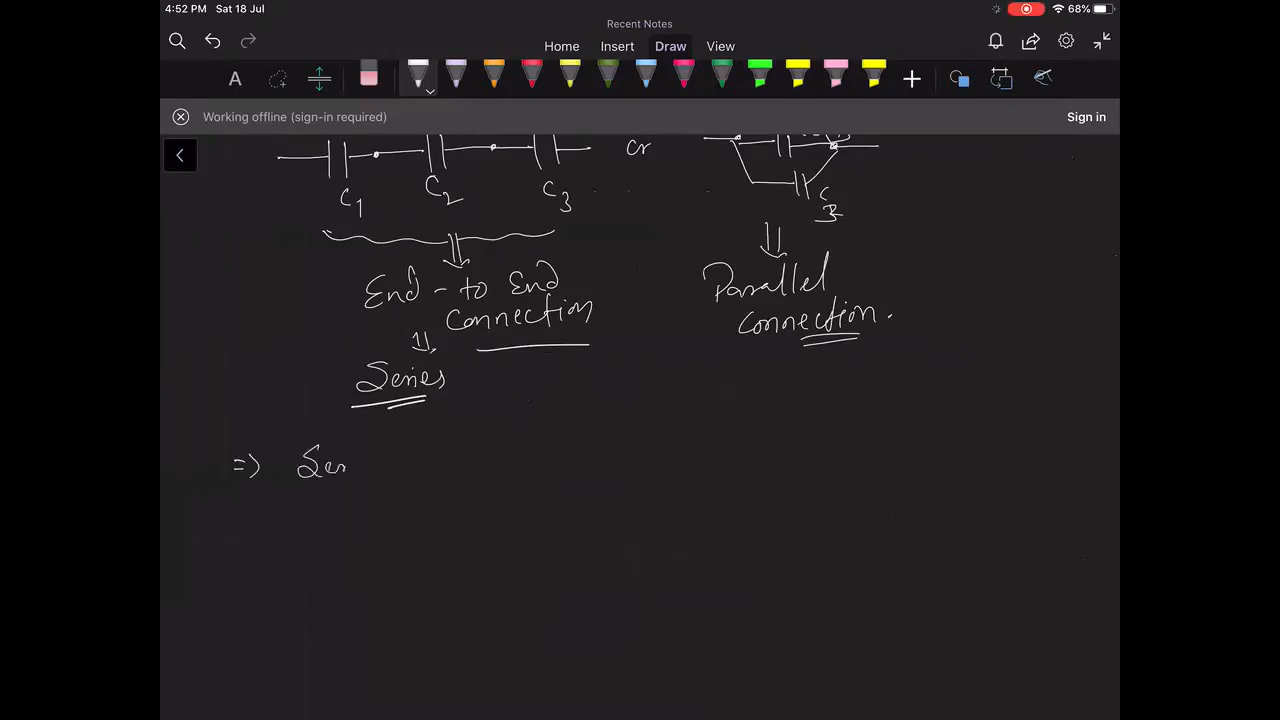 4:52 PM Sat 18 Jul
68%
Recent Notes
Home Insert Draw View
A
Working offline (sign-in required)
Sign in
or
C1 C2 C3
C3
End - to End
connection
Parallel
connection.
Series
=> Ser